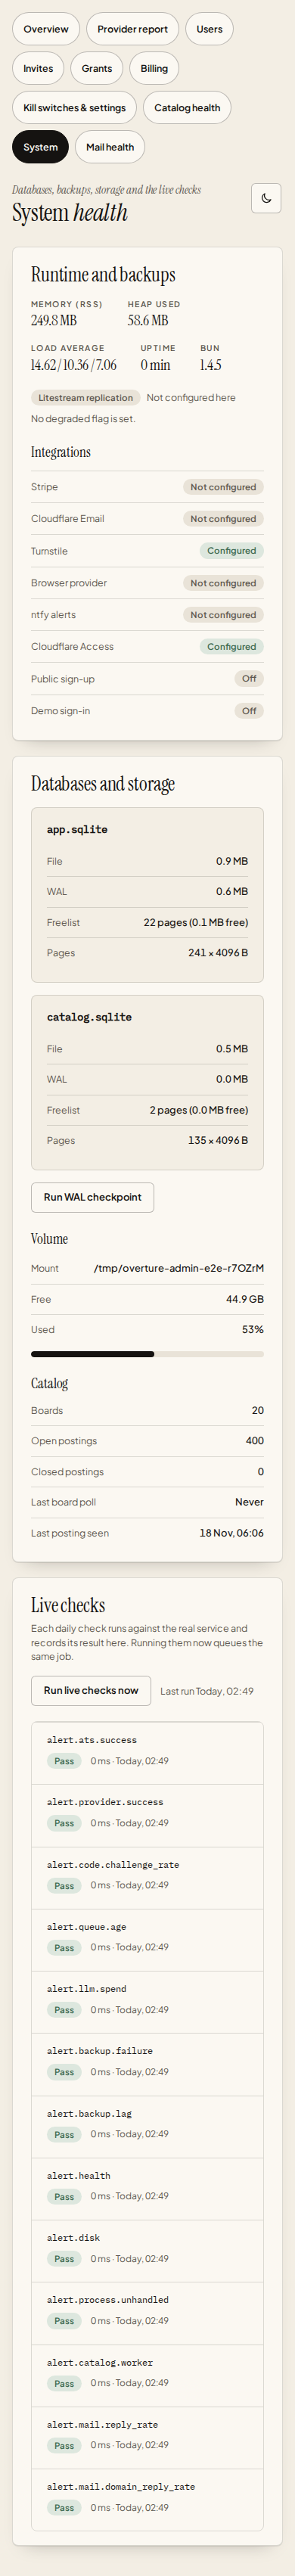 Overview Provider report Users
Invites Grants Billing
Kill switches & settings Catalog health
System Mail health
Databases, backups, storage and the live checks
System health
Runtime and backups
MEMORY (RSS) HEAP USED
249.8 MB 58.6 MB
LOAD AVERAGE UPTIME BUN
14.62 / 10.36 / 7.06 0 min 1.4.5
Litestream replication Not configured here
No degraded flag is set.
Integrations
Stripe Not configured
Cloudflare Email Not configured
Turnstile Configured
Browser provider Not configured
ntfy alerts Not configured
Cloudflare Access Configured
Public sign-up Off
Demo sign-in Off
Databases and storage
app.sqlite
File 0.9 MB
WAL 0.6 MB
Freelist 22 pages (0.1 MB free)
Pages 241 × 4096 B
catalog.sqlite
File 0.5 MB
WAL 0.0 MB
Freelist 2 pages (0.0 MB free)
Pages 135 × 4096 B
Run WAL checkpoint
Volume
Mount /tmp/overture-admin-e2e-r7OZrM
Free 44.9 GB
Used 53%
Catalog
Boards 20
Open postings 400
Closed postings 0
Last board poll Never
Last posting seen 18 Nov, 06:06
Live checks
Each daily check runs against the real service and
records its result here. Running them now queues the
same job.
Run live checks now Last run Today, 02:49
alert.ats.success
Pass 0 ms · Today, 02:49
alert.provider.success
Pass 0 ms · Today, 02:49
alert.code.challenge_rate
Pass 0 ms · Today, 02:49
alert.queue.age
Pass 0 ms · Today, 02:49
alert.llm.spend
Pass 0 ms · Today, 02:49
alert.backup.failure
Pass 0 ms · Today, 02:49
alert.backup.lag
Pass 0 ms · Today, 02:49
alert.health
Pass 0 ms · Today, 02:49
alert.disk
Pass 0 ms · Today, 02:49
alert.process.unhandled
Pass 0 ms · Today, 02:49
alert.catalog.worker
Pass 0 ms · Today, 02:49
alert.mail.reply_rate
Pass 0 ms · Today, 02:49
alert.mail.domain_reply_rate
Pass 0 ms · Today, 02:49